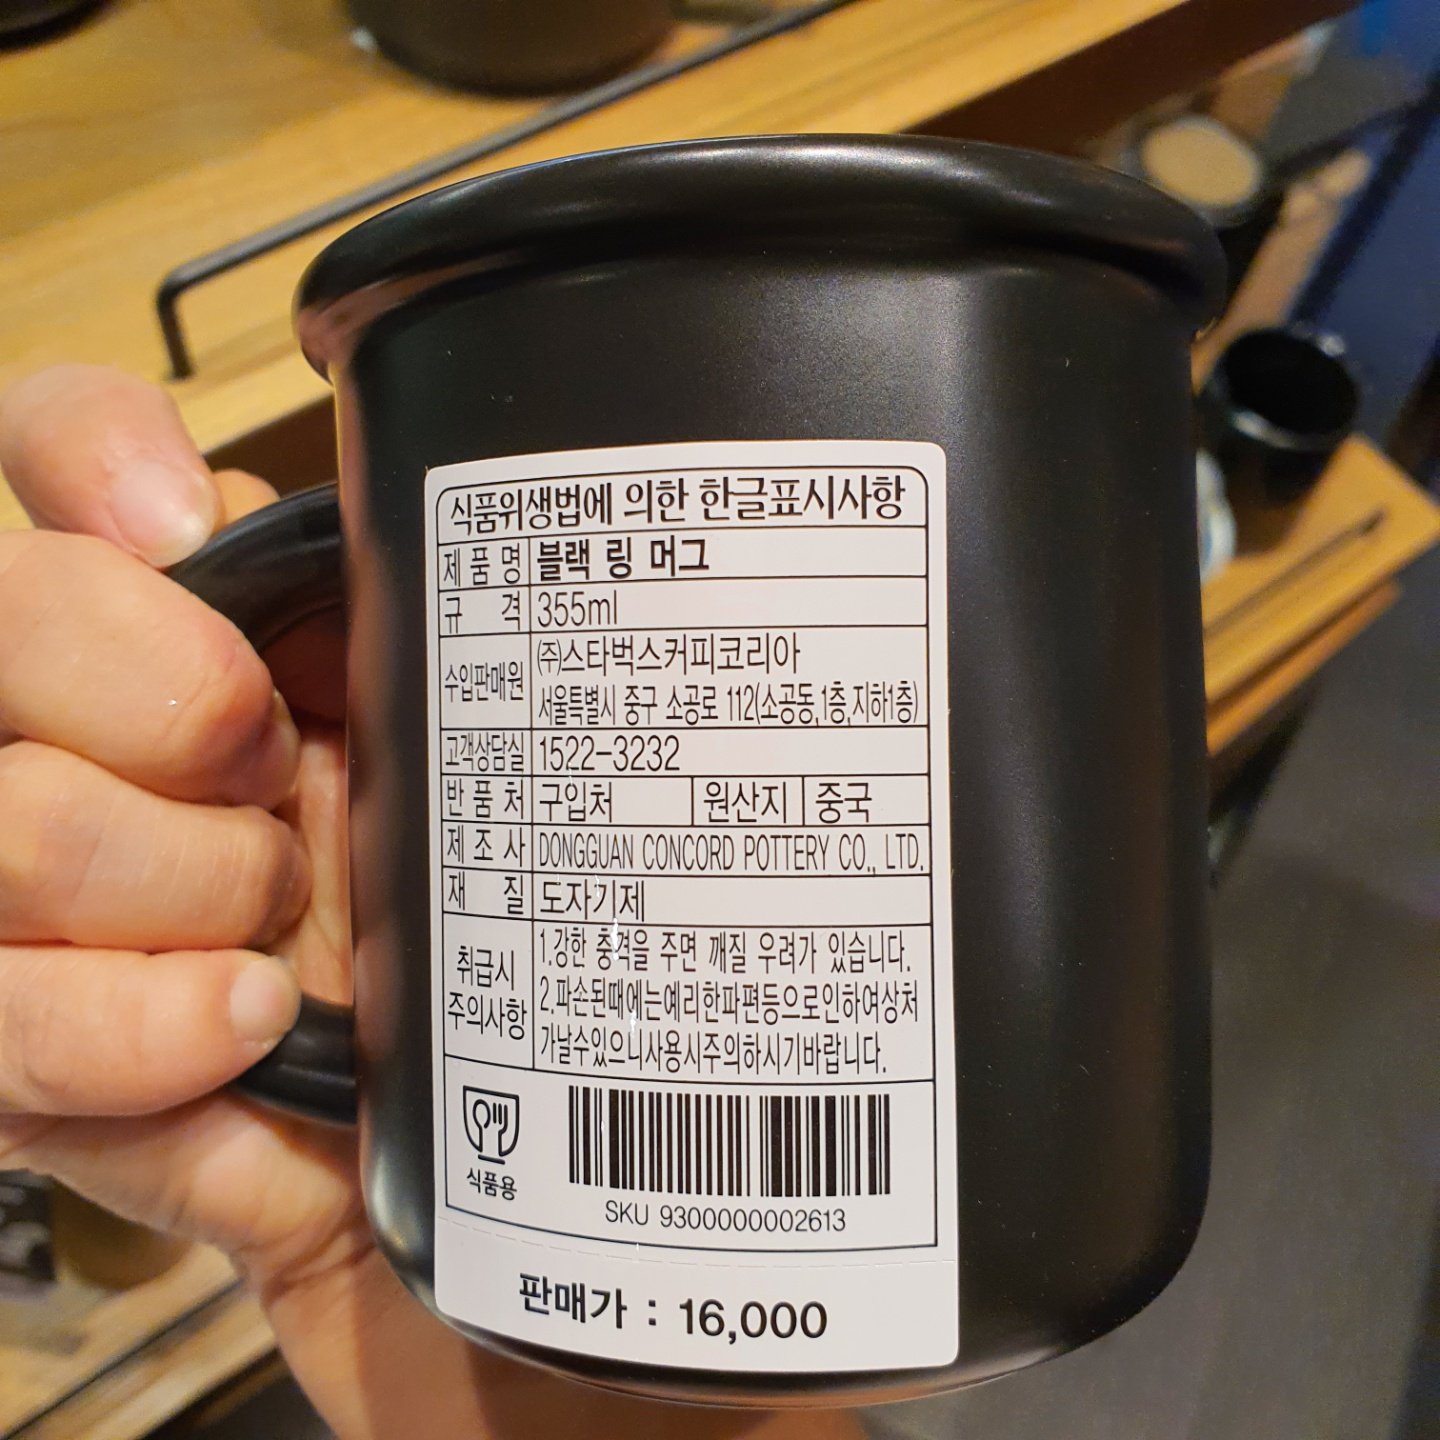 식품위생법에 의한 한글표시사항
제품명 블랙 링 머그
규격 355ml
수입판매원 (주)스타벅스커피코리아
서울특별시 중구 소공로 112(소공동,1층,지하1층)
고객상담실 1522-3232
반품처 구입처 원산지 중국
제조사 DONGGUAN CONCORD POTTERY CO., LTD.
재질 도자기제
취급시 주의사항
1.강한 충격을 주면 깨질 우려가 있습니다.
2.파손된때에는예리한파편등으로인하여상처
가날수있으니사용시주의하시기바랍니다.
식품용
SKU 9300000002613
판매가 : 16,000